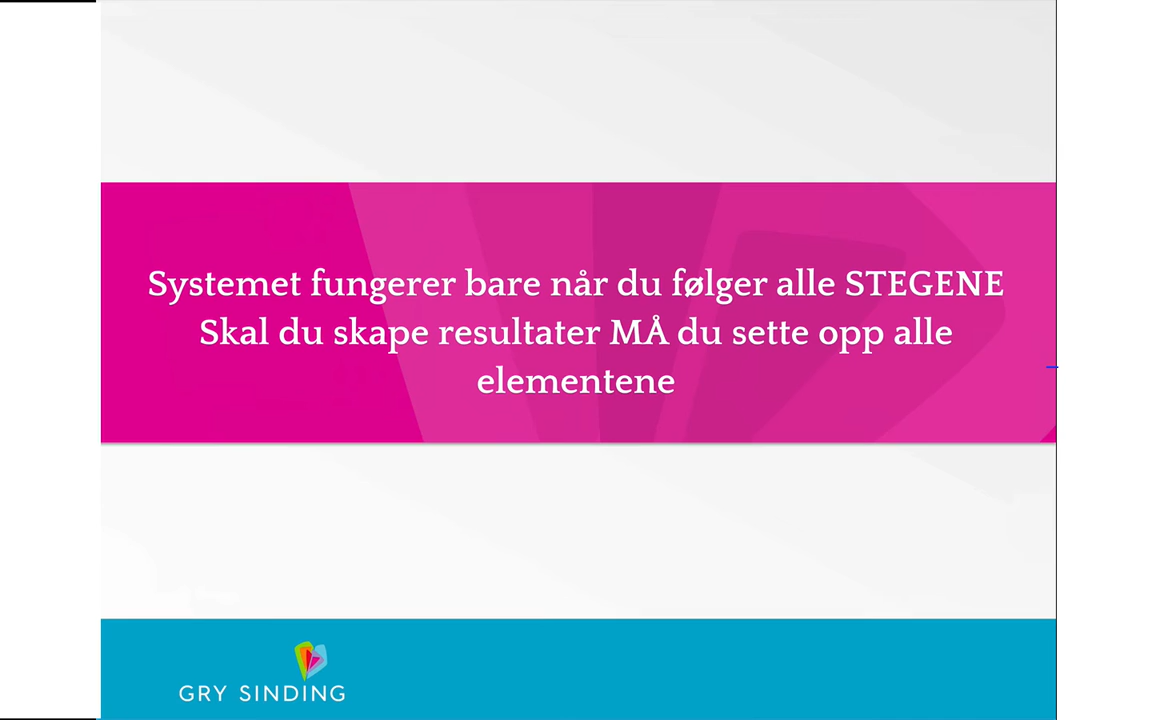 Systemet fungerer bare når du følger alle STEGENE
Skal du skape resultater MÅ du sette opp alle
elementene
GRY SINDING